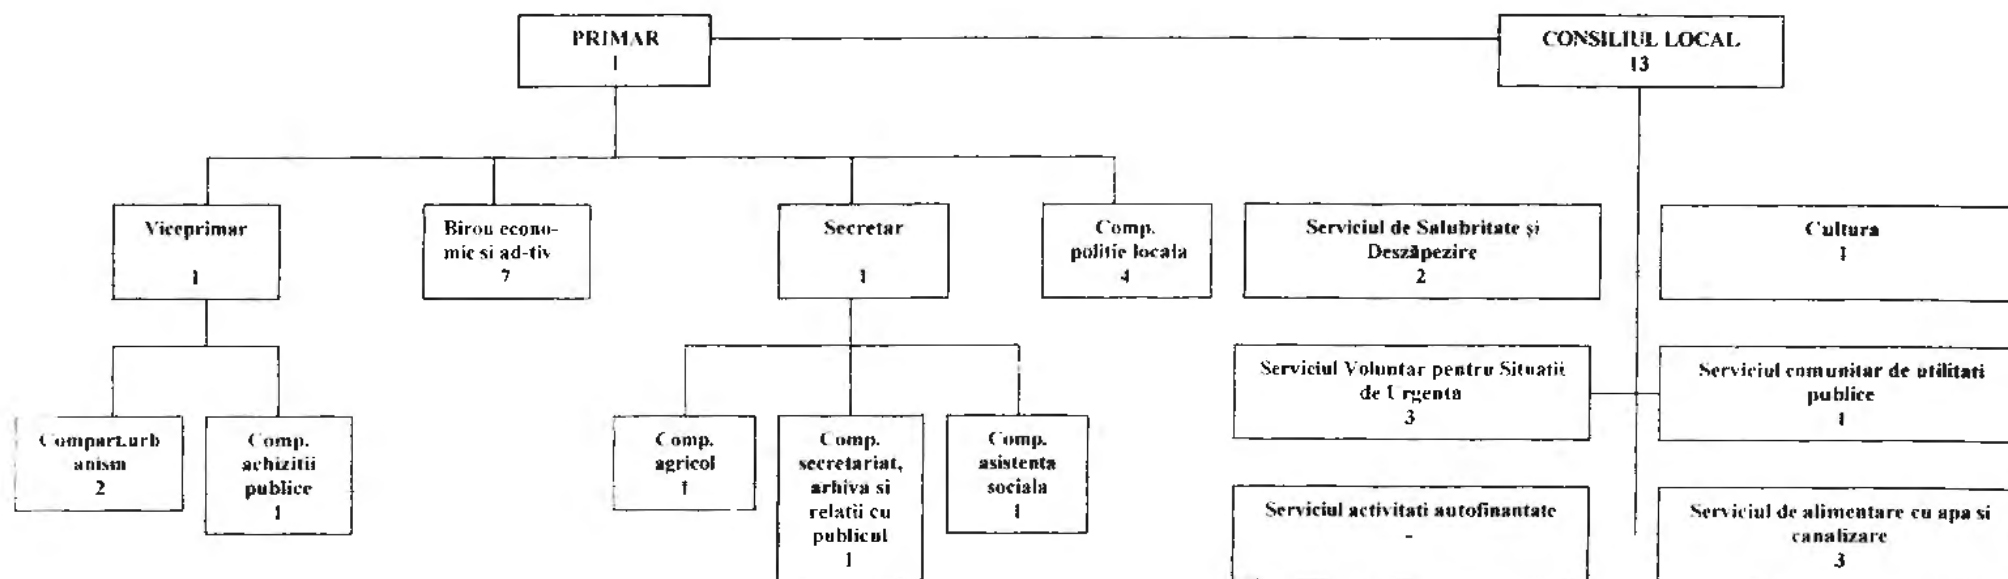 PRIMAR
1
CONSILIUL LOCAL
13
Viceprimar
1
Birou econo-
mic si ad-tiv
7
Secretar
1
Comp.
politie locala
4
Serviciul de Salubritate și
Deszăpezire
2
Cultura
1
Compart.urb
anism
2
Comp.
achizitii
publice
1
Comp.
agricol
1
Comp.
secretariat,
arhiva si
relatii cu
publicul
1
Comp.
asistenta
sociala
1
Serviciul Voluntar pentru Situatii
de Urgenta
3
Serviciul comunitar de utilitati
publice
1
Serviciul activitati autofinantate
-
Serviciul de alimentare cu apa si
canalizare
3